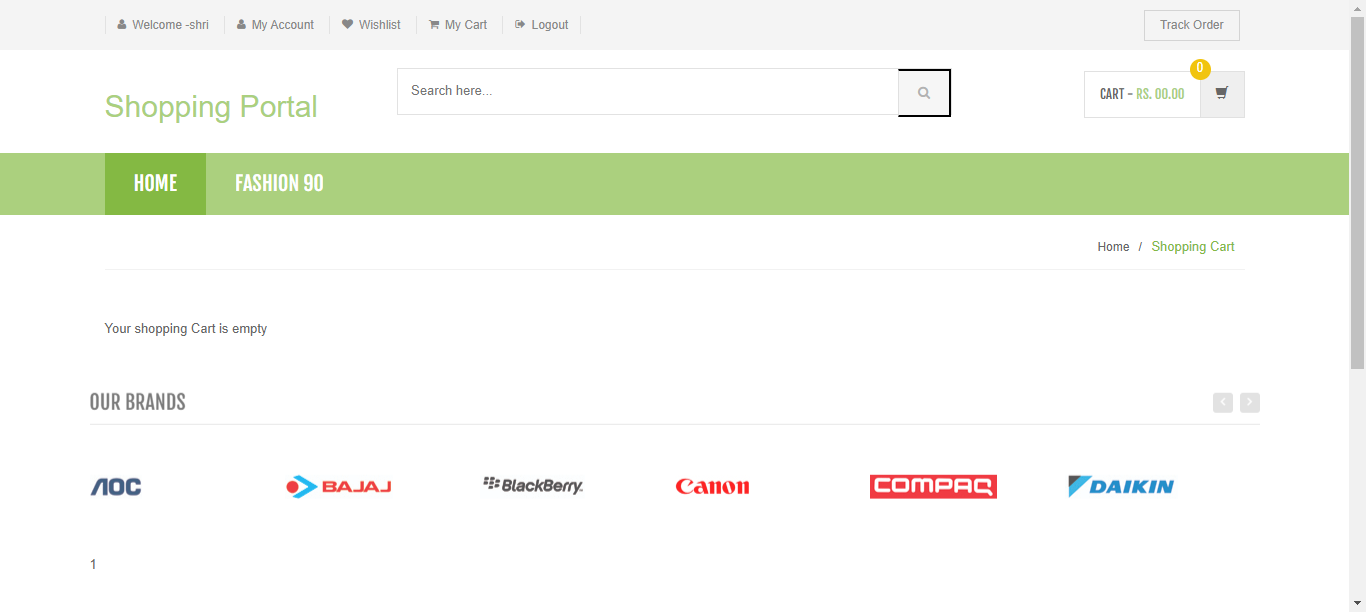 Welcome -shri
My Account
Wishlist
My Cart
Logout
Track Order
Shopping Portal
Search here...
CART - RS. 00.00
0
HOME
FASHION 90
Home / Shopping Cart
Your shopping Cart is empty
OUR BRANDS
AOC
BAJAJ
BlackBerry
Canon
COMPAQ
DAIKIN
1